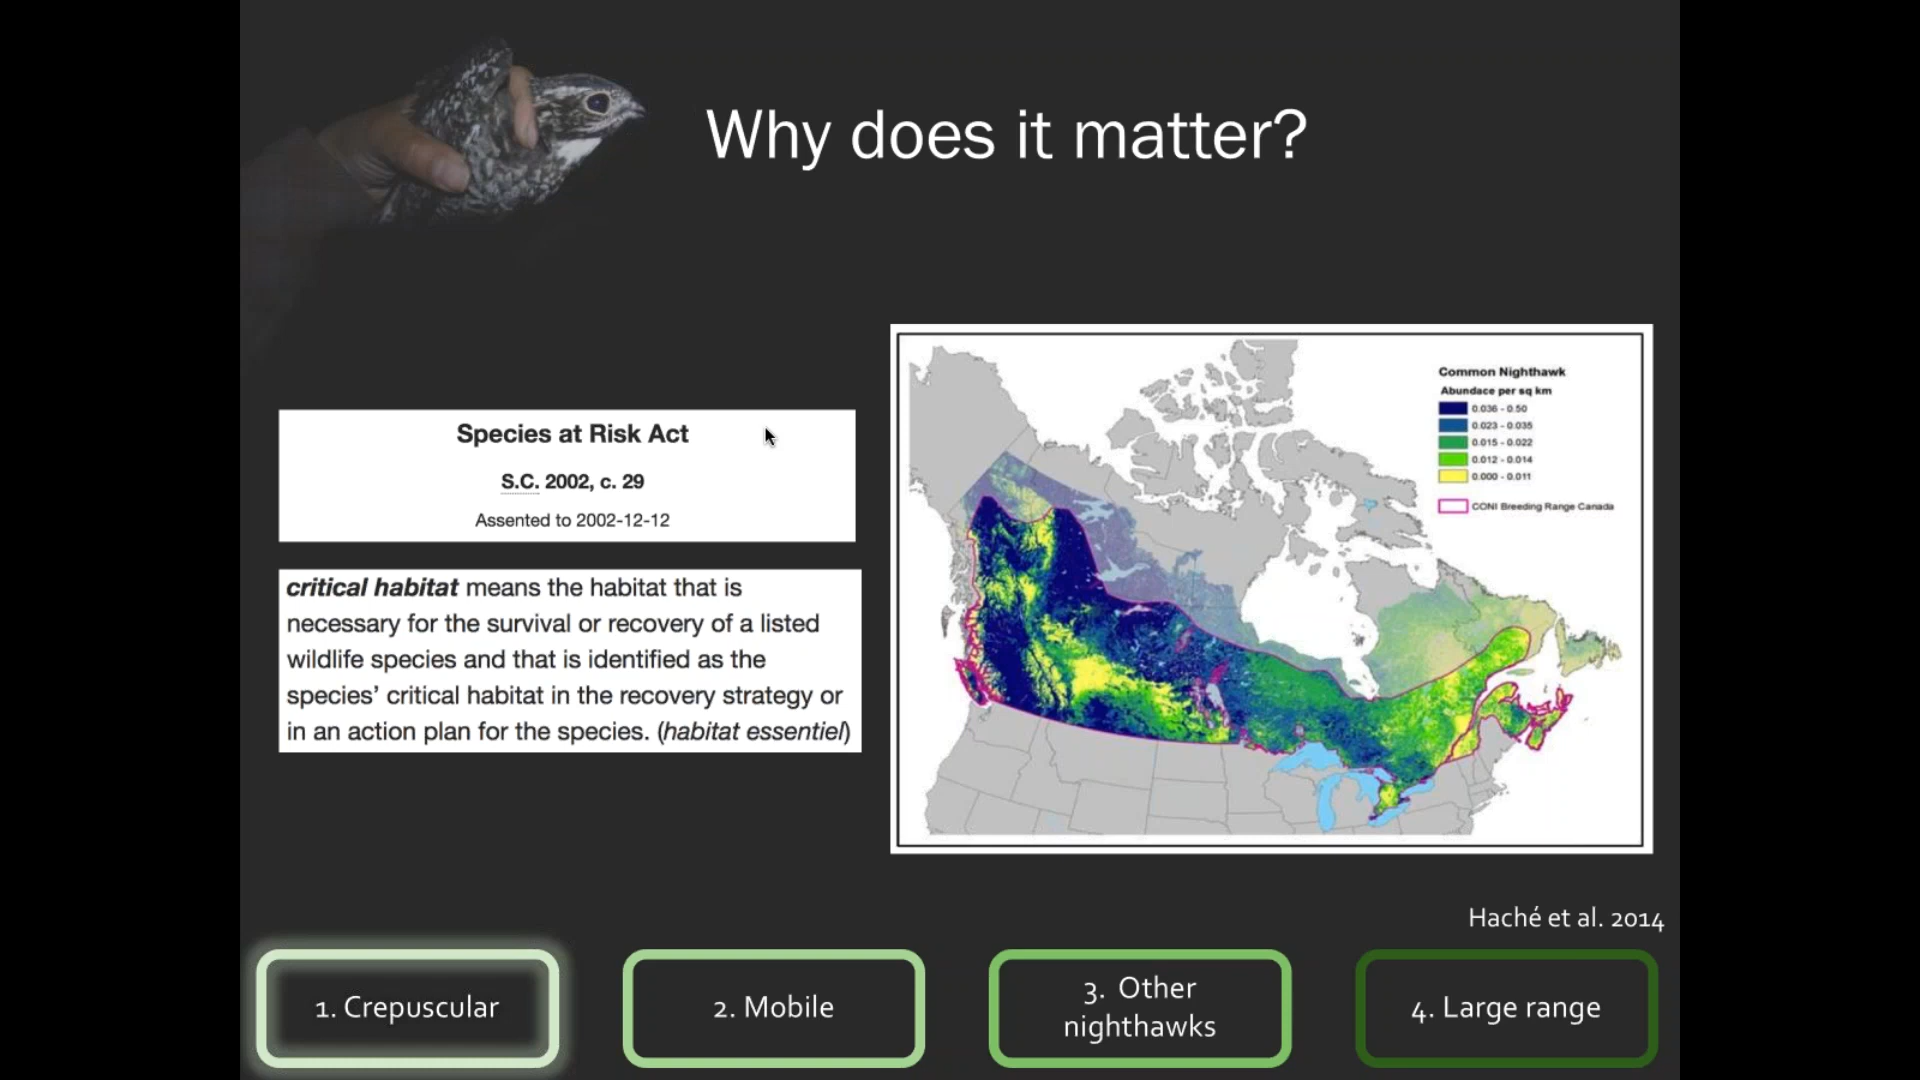 Why does it matter?
Species at Risk Act
S.C. 2002, c. 29
Assented to 2002-12-12
critical habitat means the habitat that is
necessary for the survival or recovery of a listed
wildlife species and that is identified as the
species’ critical habitat in the recovery strategy or
in an action plan for the species. (habitat essentiel)
Common Nighthawk
Abundace per sq km
0.036 - 0.50
0.023 - 0.035
0.015 - 0.022
0.012 - 0.014
0.000 - 0.011
CONI Breeding Range Canada
Haché et al. 2014
1. Crepuscular
2. Mobile
3. Other
nighthawks
4. Large range